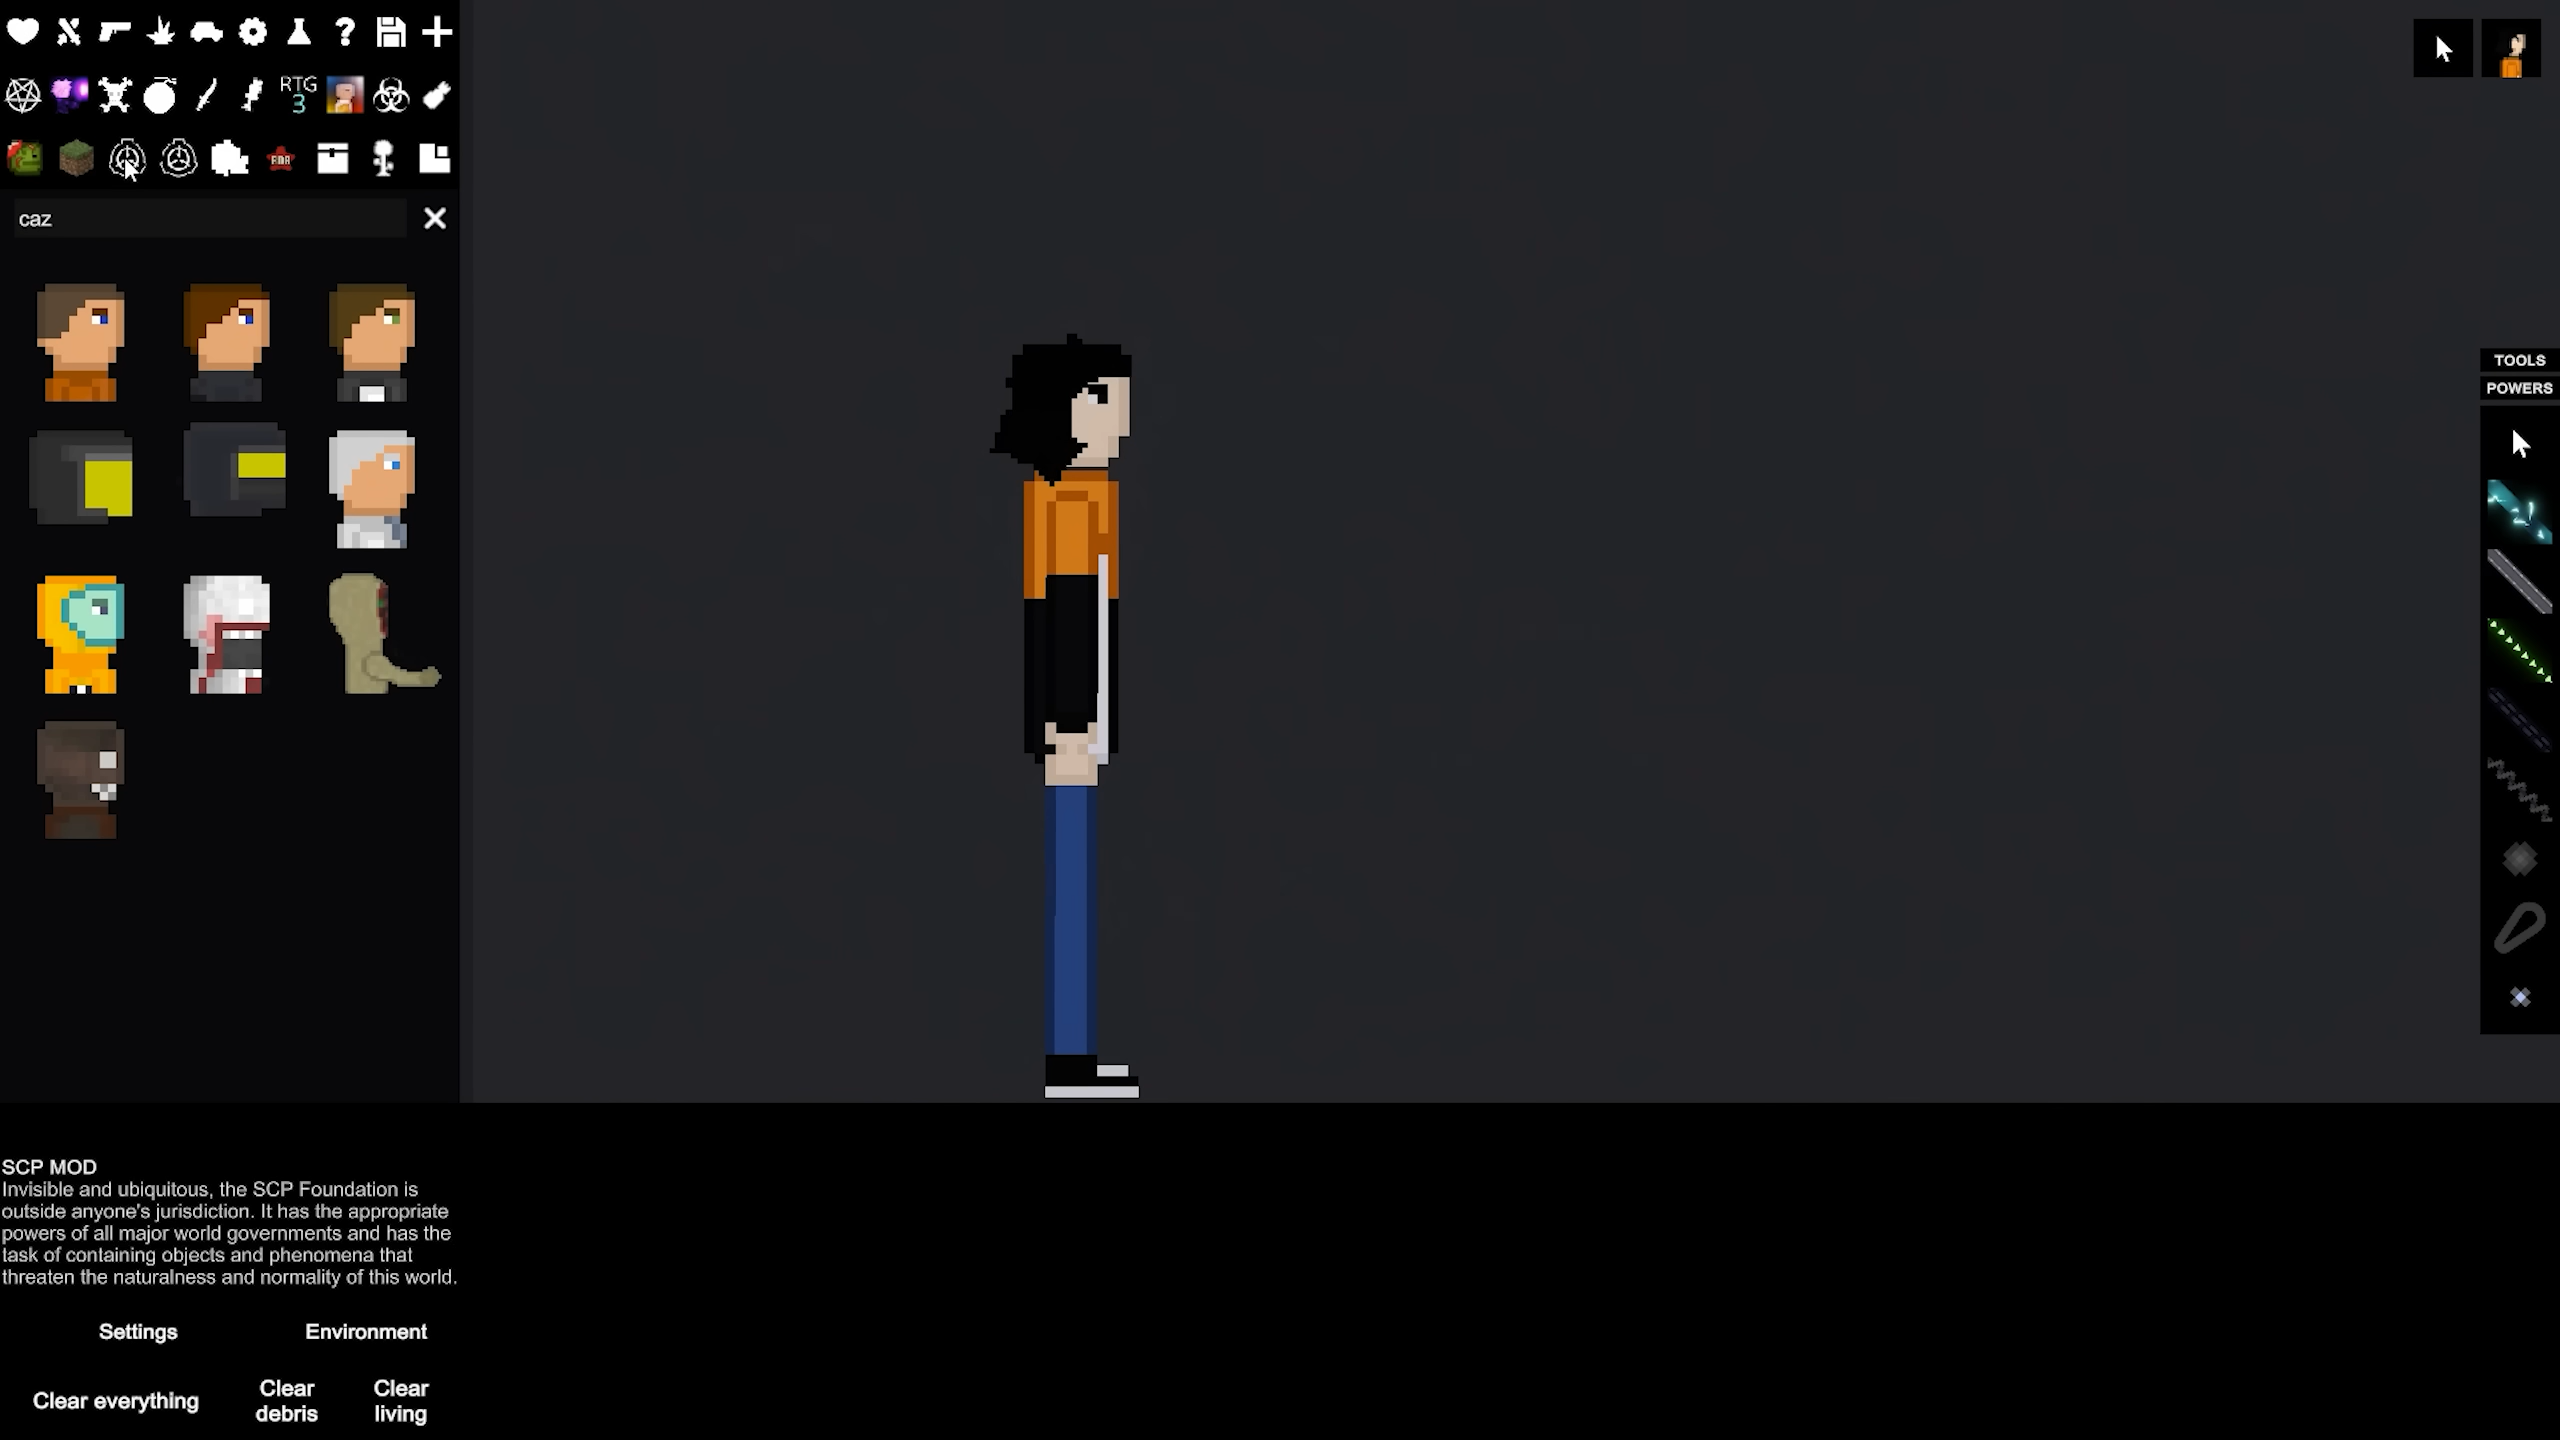 RTG
3
RDR
caz
TOOLS
POWERS
SCP MOD
Invisible and ubiquitous, the SCP Foundation is
outside anyone's jurisdiction. It has the appropriate
powers of all major world governments and has the
task of containing objects and phenomena that
threaten the naturalness and normality of this world.
Settings
Environment
Clear everything
Clear
debris
Clear
living